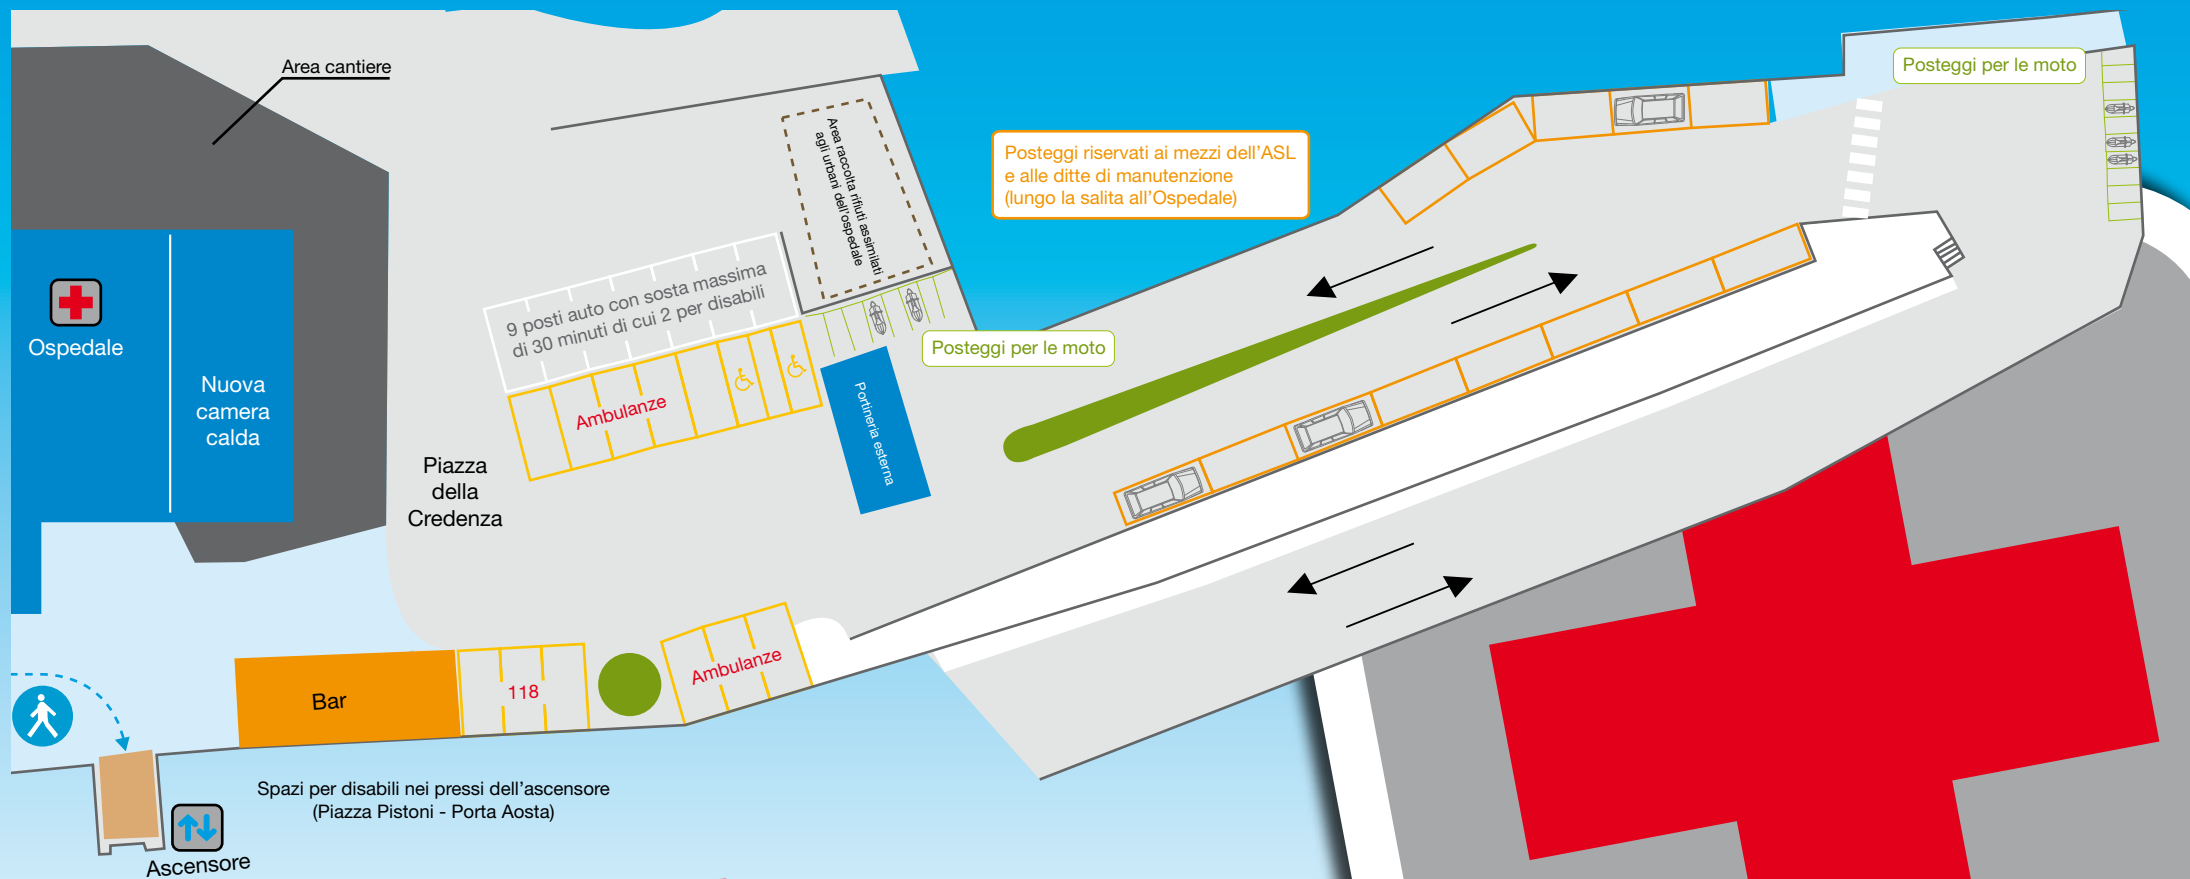 Area cantiere
Posteggi per le moto
Area raccolta rifiuti assimilati
agli urbani dell'ospedale
Posteggi riservati ai mezzi dell'ASL
e alle ditte di manutenzione
(lungo la salita all'Ospedale)
9 posti auto con sosta massima
di 30 minuti di cui 2 per disabili
Ospedale
Nuova
camera
calda
Posteggi per le moto
Ambulanze
Portineria esterna
Piazza
della
Credenza
Bar
118
Ambulanze
Spazi per disabili nei pressi dell'ascensore
(Piazza Pistoni - Porta Aosta)
Ascensore